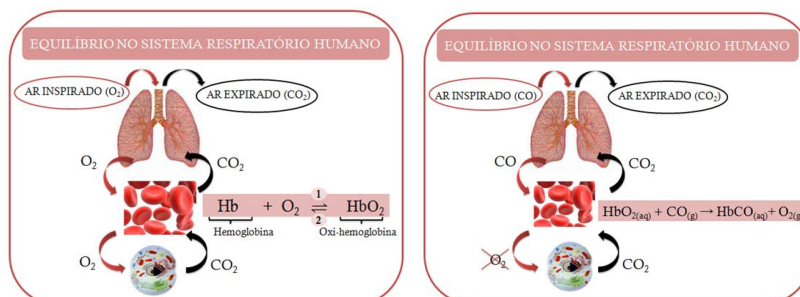 EQUILÍBRIO NO SISTEMA RESPIRATÓRIO HUMANO
AR INSPIRADO (O₂)
AR EXPIRADO (CO₂)
O₂
CO₂
Hb + O₂ ⇌ HbO₂
1
2
Hemoglobina
Oxi-hemoglobina
O₂
CO₂
EQUILÍBRIO NO SISTEMA RESPIRATÓRIO HUMANO
AR INSPIRADO (CO)
AR EXPIRADO (CO₂)
CO
CO₂
HbO₂(aq) + CO(g) → HbCO(aq) + O₂(g)
O₂
CO₂